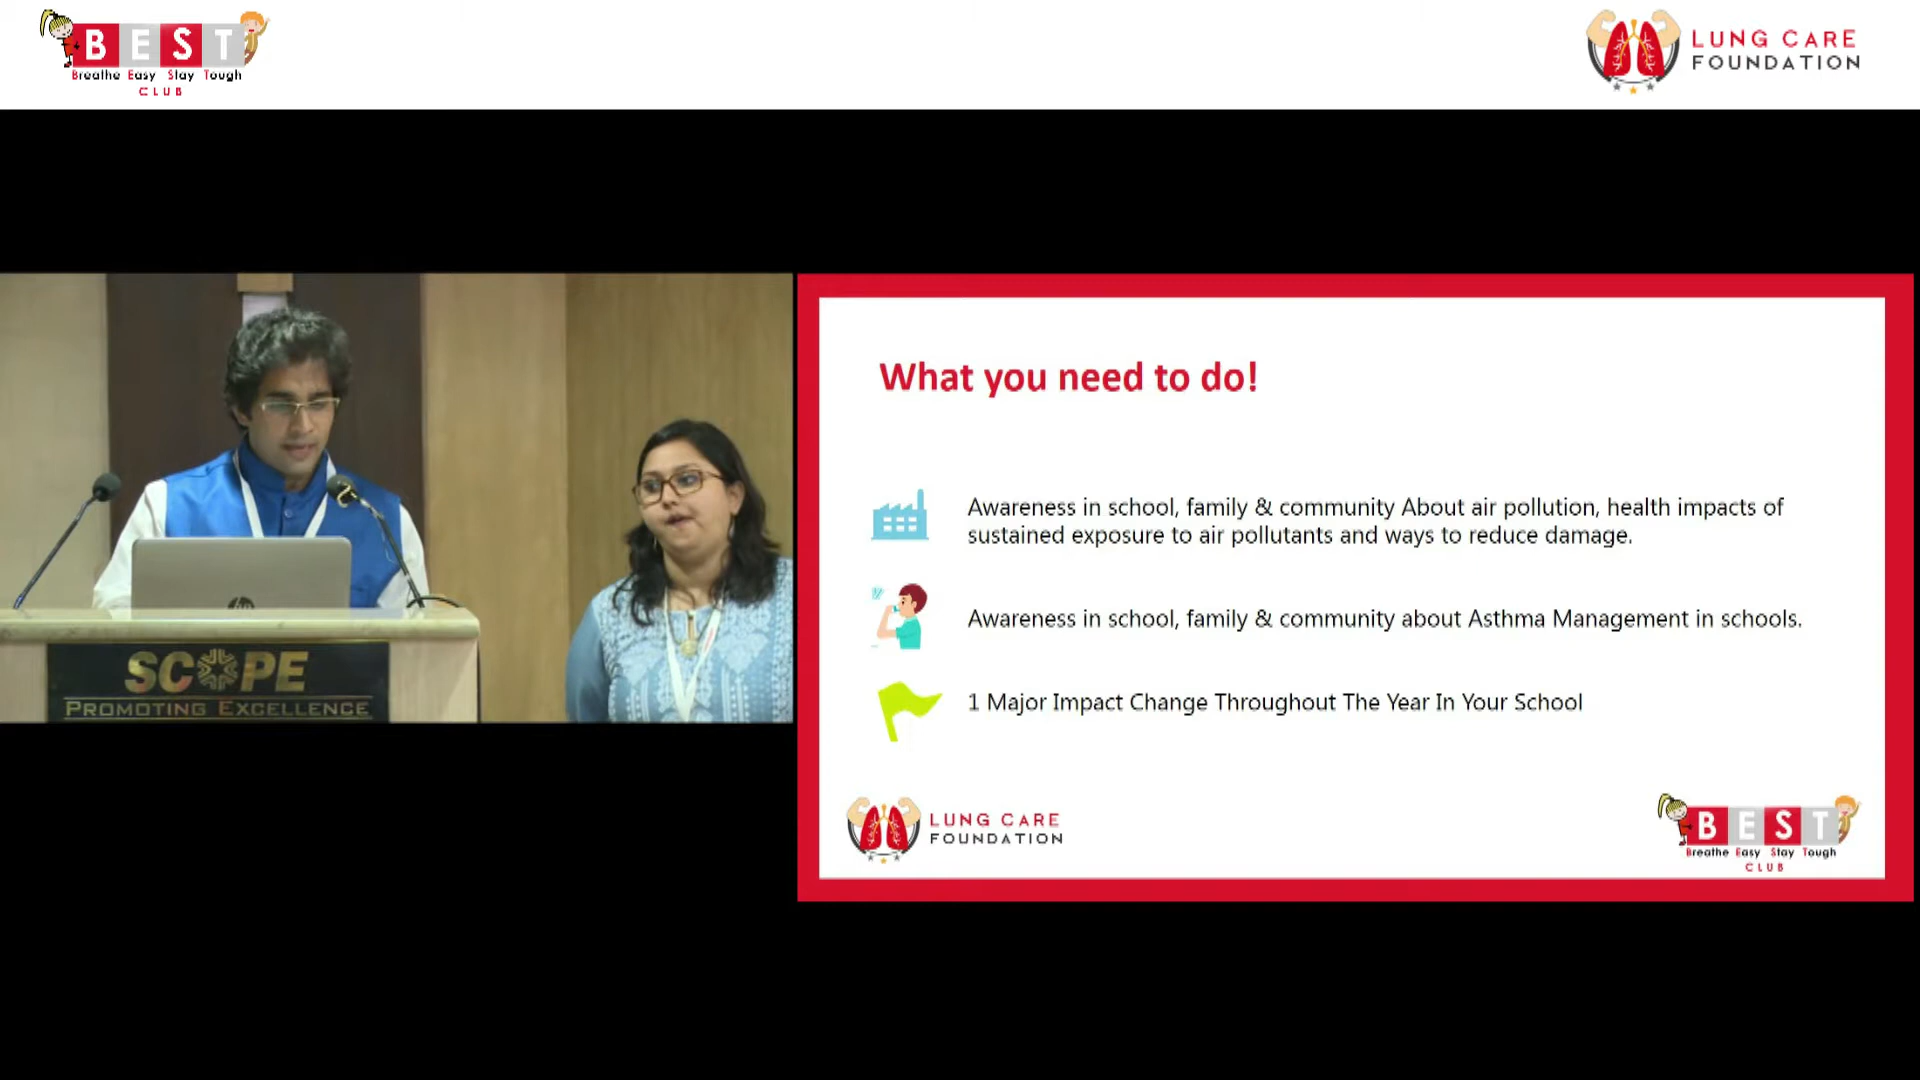 BEST
Breathe Easy Stay Tough
CLUB
LUNG CARE
FOUNDATION
SCOPE
PROMOTING EXCELLENCE
hp
What you need to do!
Awareness in school, family & community About air pollution, health impacts of
sustained exposure to air pollutants and ways to reduce damage.
Awareness in school, family & community about Asthma Management in schools.
1 Major Impact Change Throughout The Year In Your School
LUNG CARE
FOUNDATION
BEST
Breathe Easy Stay Tough
CLUB